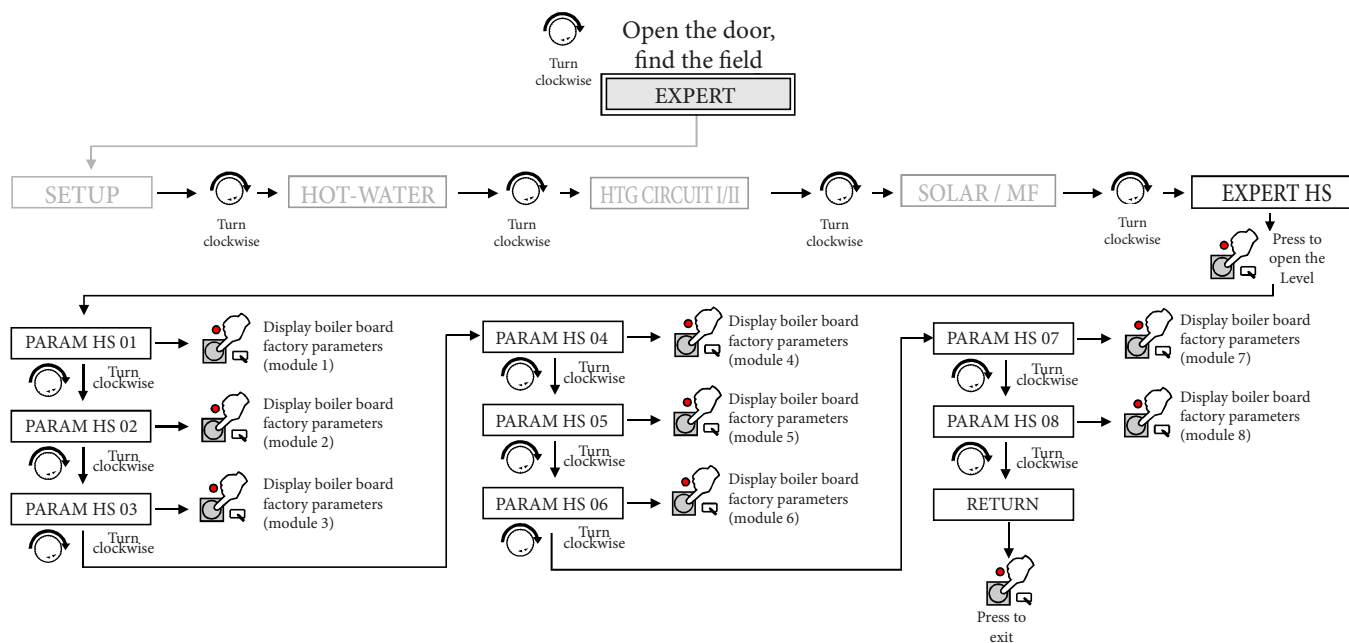 Open the door,
find the field
Turn
clockwise
EXPERT
SETUP
Turn
clockwise
HOT-WATER
Turn
clockwise
HTG CIRCUIT I/II
Turn
clockwise
SOLAR / MF
Turn
clockwise
EXPERT HS
Press to
open the
Level
PARAM HS 01
Display boiler board
factory parameters
(module 1)
Turn
clockwise
PARAM HS 02
Display boiler board
factory parameters
(module 2)
Turn
clockwise
PARAM HS 03
Display boiler board
factory parameters
(module 3)
Turn
clockwise
PARAM HS 04
Display boiler board
factory parameters
(module 4)
Turn
clockwise
PARAM HS 05
Display boiler board
factory parameters
(module 5)
Turn
clockwise
PARAM HS 06
Display boiler board
factory parameters
(module 6)
Turn
clockwise
PARAM HS 07
Display boiler board
factory parameters
(module 7)
Turn
clockwise
PARAM HS 08
Display boiler board
factory parameters
(module 8)
Turn
clockwise
RETURN
Press to
exit